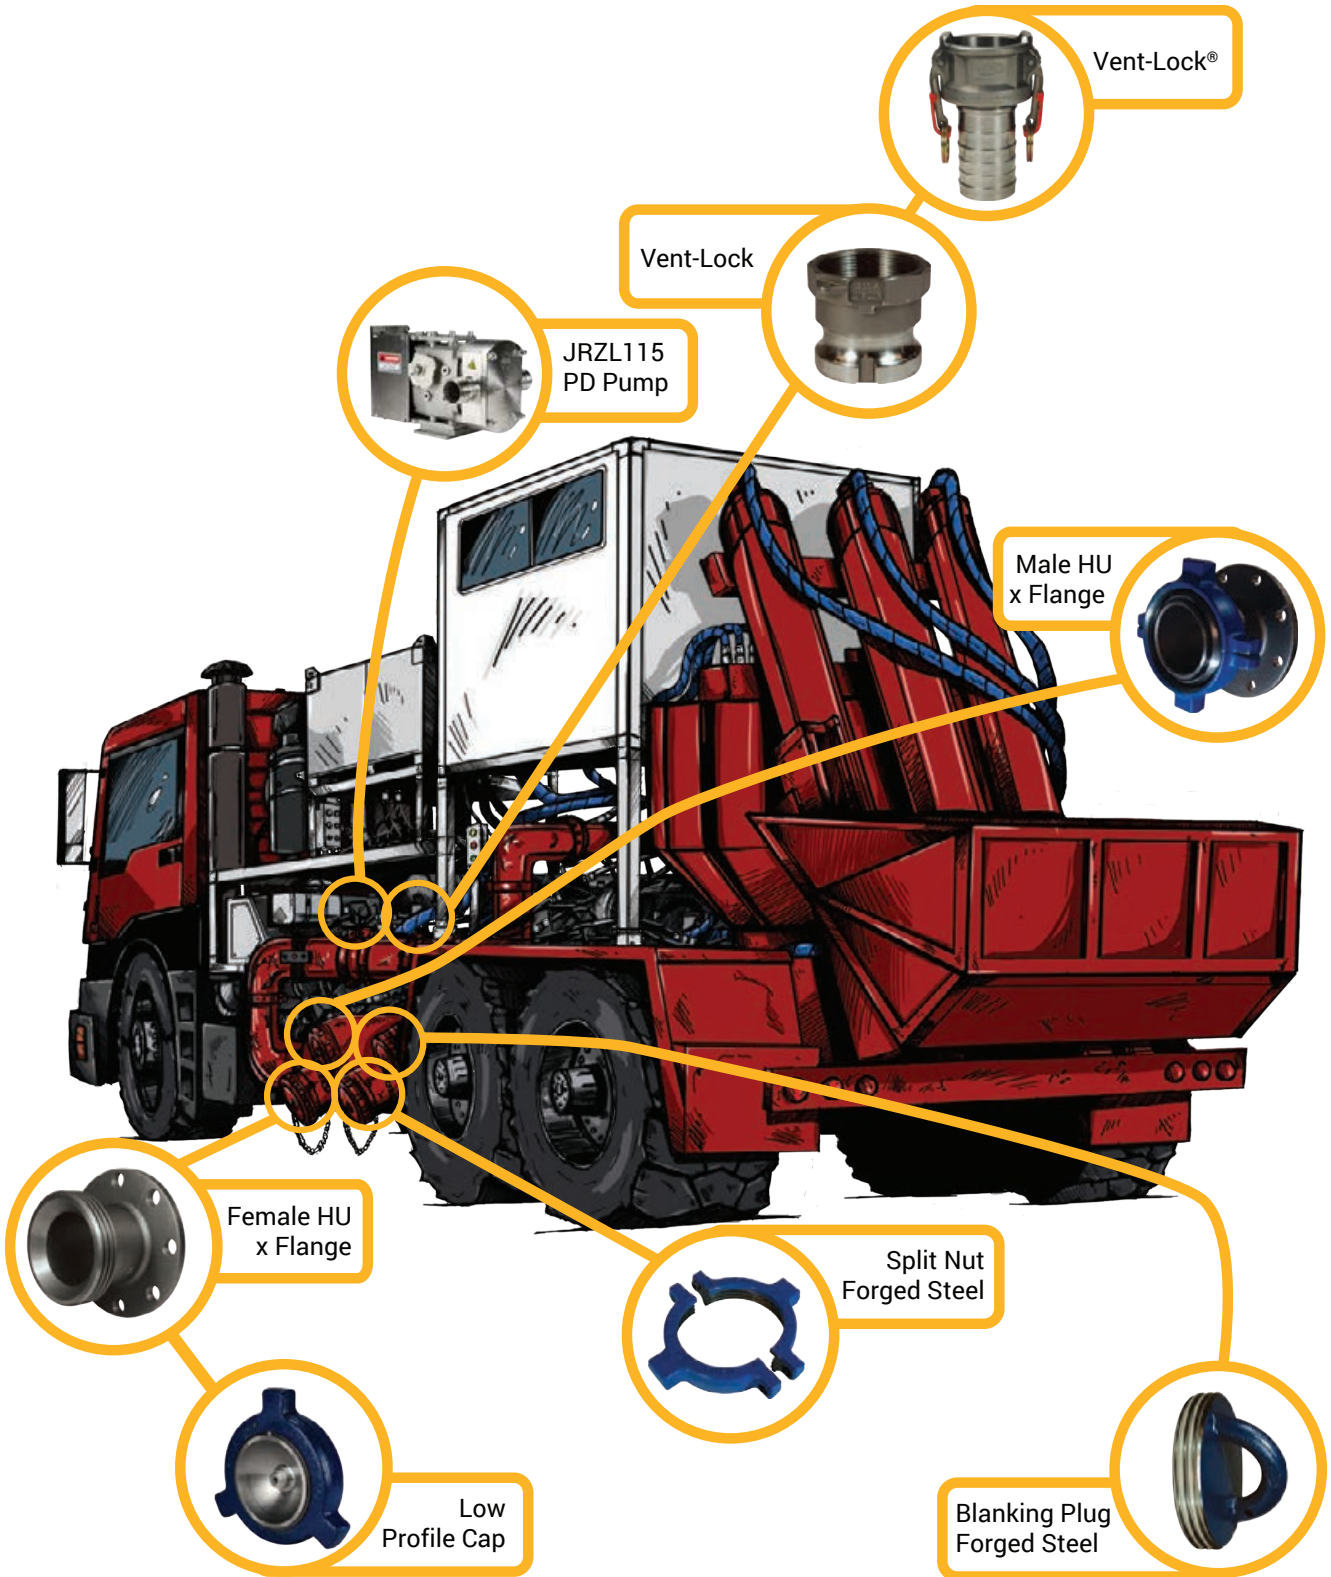 Vent-Lock®
Vent-Lock
JRZL115
PD Pump
Male HU
x Flange
Female HU
x Flange
Split Nut
Forged Steel
Low
Profile Cap
Blanking Plug
Forged Steel